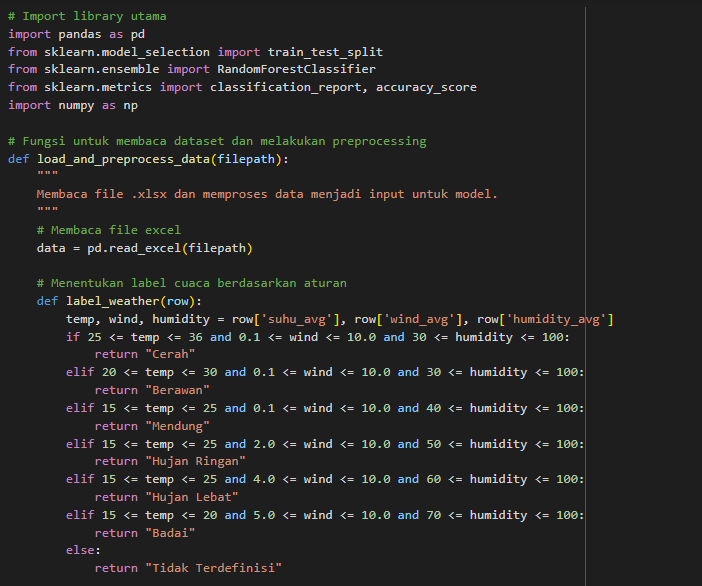 # Import library utama
import pandas as pd
from sklearn.model_selection import train_test_split
from sklearn.ensemble import RandomForestClassifier
from sklearn.metrics import classification_report, accuracy_score
import numpy as np

# Fungsi untuk membaca dataset dan melakukan preprocessing
def load_and_preprocess_data(filepath):
    """
    Membaca file .xlsx dan memproses data menjadi input untuk model.
    """
    # Membaca file excel
    data = pd.read_excel(filepath)

    # Menentukan label cuaca berdasarkan aturan
    def label_weather(row):
        temp, wind, humidity = row['suhu_avg'], row['wind_avg'], row['humidity_avg']
        if 25 <= temp <= 36 and 0.1 <= wind <= 10.0 and 30 <= humidity <= 100:
            return "Cerah"
        elif 20 <= temp <= 30 and 0.1 <= wind <= 10.0 and 30 <= humidity <= 100:
            return "Berawan"
        elif 15 <= temp <= 25 and 0.1 <= wind <= 10.0 and 40 <= humidity <= 100:
            return "Mendung"
        elif 15 <= temp <= 25 and 2.0 <= wind <= 10.0 and 50 <= humidity <= 100:
            return "Hujan Ringan"
        elif 15 <= temp <= 25 and 4.0 <= wind <= 10.0 and 60 <= humidity <= 100:
            return "Hujan Lebat"
        elif 15 <= temp <= 20 and 5.0 <= wind <= 10.0 and 70 <= humidity <= 100:
            return "Badai"
        else:
            return "Tidak Terdefinisi"